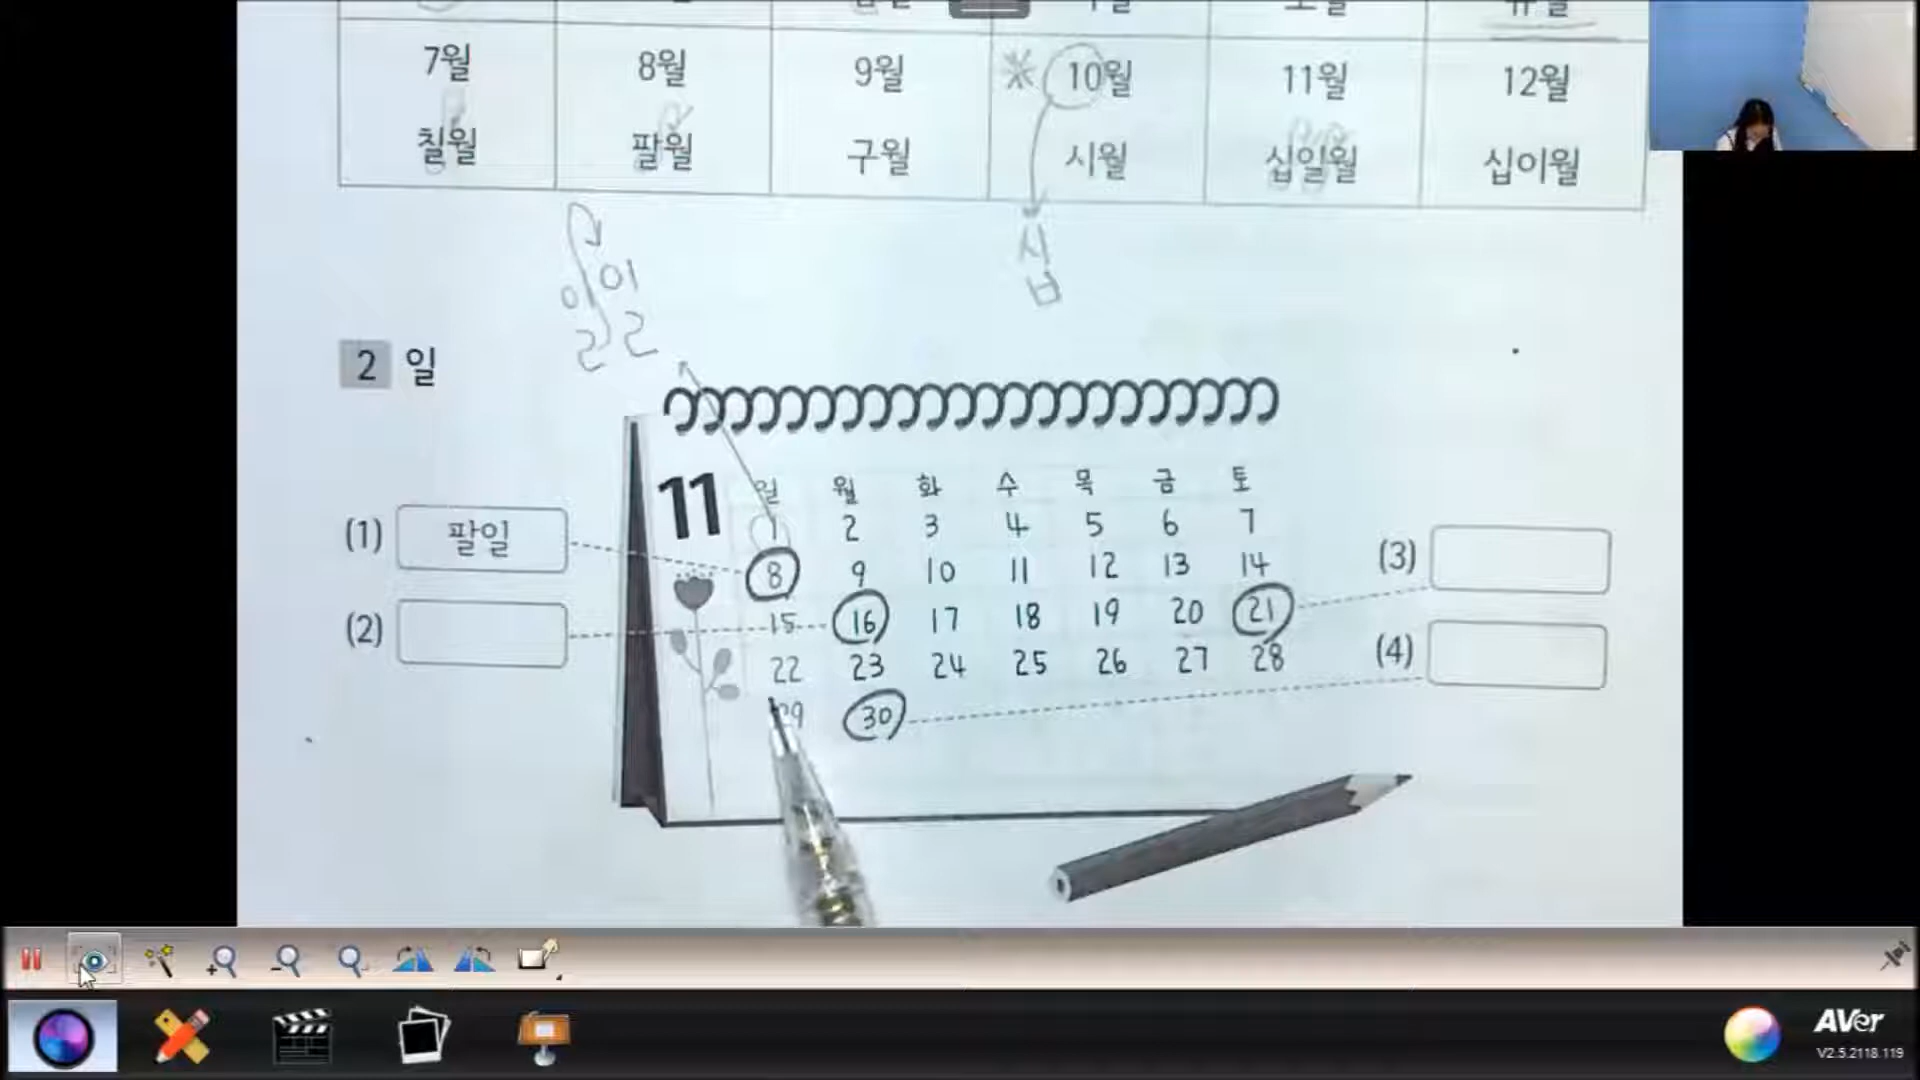 7월 8월 9월 10월 11월 12월
칠월 팔월 구월 시월 십일월 십이월
십
일 일
2 일
11
일 월 화 수 목 금 토
1 2 3 4 5 6 7
(1) 팔일
8 9 10 11 12 13 14
(3)
(2)
15 16 17 18 19 20 21
22 23 24 25 26 27 28
(4)
29 30
AVer
V2.5.2118.119